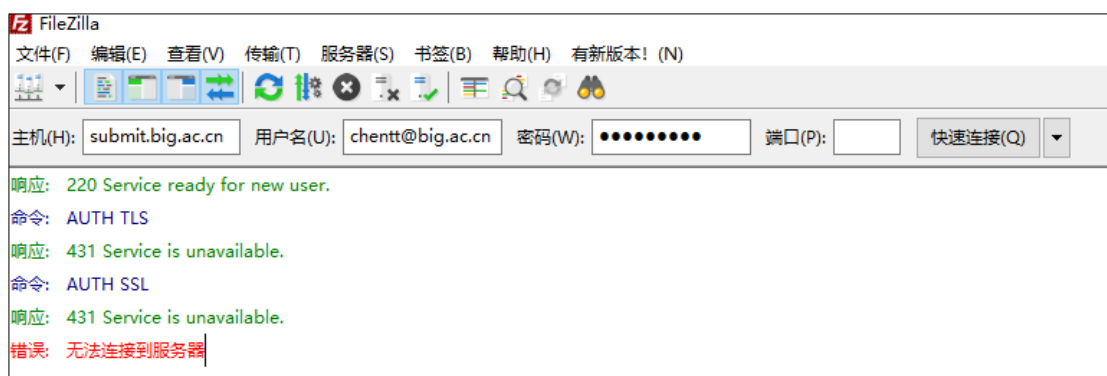 FileZilla
文件(F) 编辑(E) 查看(V) 传输(T) 服务器(S) 书签(B) 帮助(H) 有新版本! (N)
主机(H): submit.big.ac.cn 用户名(U): chentt@big.ac.cn 密码(W): ●●●●●●●●● 端口(P): 快速连接(Q)
响应: 220 Service ready for new user.
命令: AUTH TLS
响应: 431 Service is unavailable.
命令: AUTH SSL
响应: 431 Service is unavailable.
错误: 无法连接到服务器